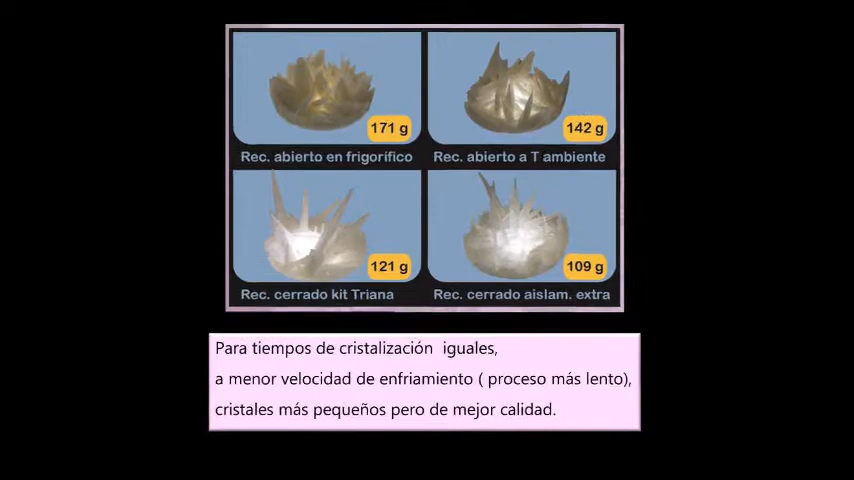 171 g
142 g
Rec. abierto en frigorífico
Rec. abierto a T ambiente
121 g
109 g
Rec. cerrado kit Triana
Rec. cerrado aislam. extra
Para tiempos de cristalización iguales,
a menor velocidad de enfriamiento ( proceso más lento),
cristales más pequeños pero de mejor calidad.